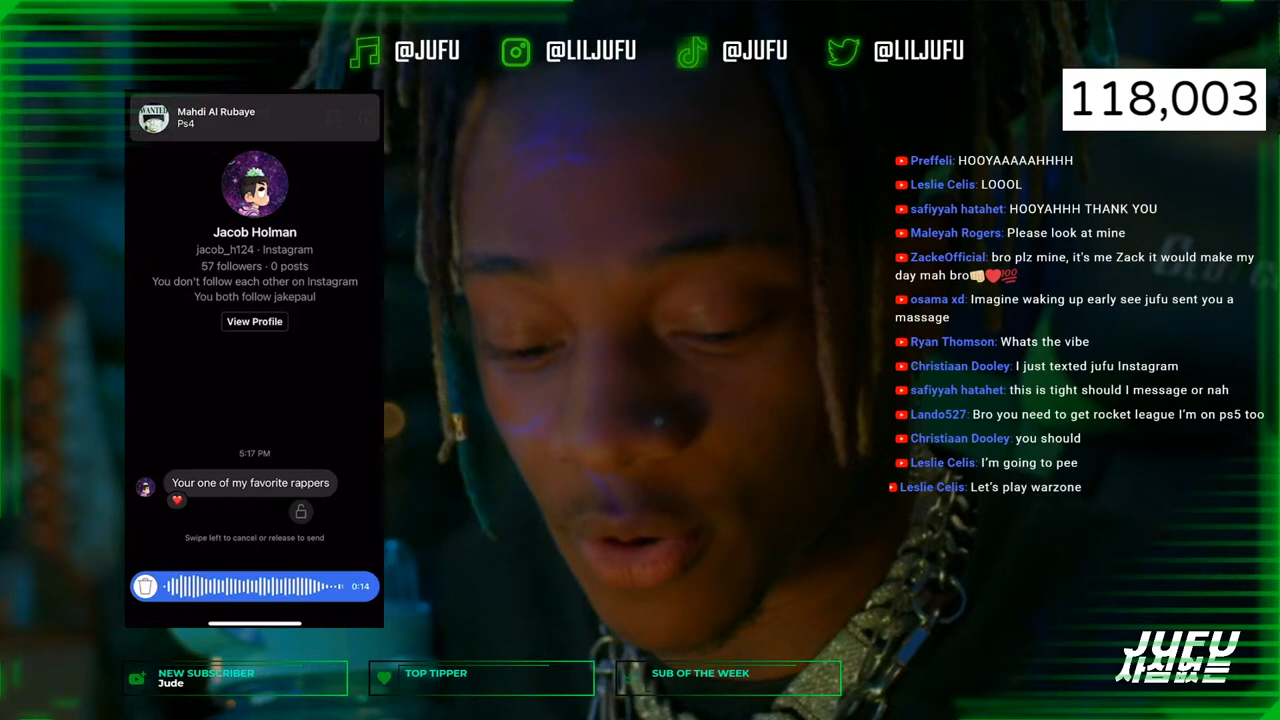 @JUFU @LILJUFU @JUFU @LILJUFU
118,003
Mahdi Al Rubaye
Ps4
Jacob Holman
jacob_h124 · Instagram
57 followers · 0 posts
You don't follow each other on Instagram
You both follow jakepaul
View Profile
5:17 PM
Your one of my favorite rappers
Swipe left to cancel or release to send
0:14
Preffeli: HOOYAAAAAHHHH
Leslie Celis: LOOOL
safiyyah hatahet: HOOYAHHH THANK YOU
Maleyah Rogers: Please look at mine
ZackeOfficial: bro plz mine, it's me Zack it would make my
day mah bro🤜🏻❤️💯
osama xd: Imagine waking up early see jufu sent you a
massage
Ryan Thomson: Whats the vibe
Christiaan Dooley: I just texted jufu Instagram
safiyyah hatahet: this is tight should I message or nah
Lando527: Bro you need to get rocket league I'm on ps5 too
Christiaan Dooley: you should
Leslie Celis: I'm going to pee
Leslie Celis: Let's play warzone
NEW SUBSCRIBER
Jude
TOP TIPPER
SUB OF THE WEEK
JUFU